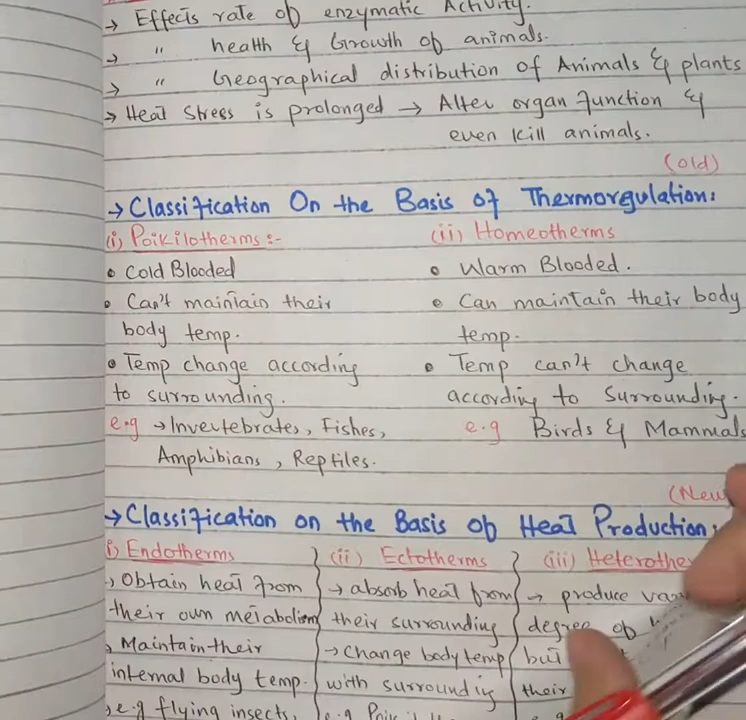 → Effects rate of enzymatic Activity.
→ " health & Growth of animals.
→ " Geographical distribution of Animals & plants
→ Heat stress is prolonged → Alter organ function &
even kill animals.
(old)
→ Classification On the Basis of Thermorgulation:
(i) Poikilotherms :-
• Cold Blooded
• Can't maintain their
body temp.
• Temp change according
to surrounding.
e.g → Invertebrates, Fishes,
Amphibians, Reptiles.
(ii) Homeotherms
• Warm Blooded.
• Can maintain their body
temp.
• Temp can't change
according to Surrounding.
e.g Birds & Mammals
(New
→ Classification on the Basis of Heat Production:
i) Endotherms
→ Obtain heat from
their own metabolism
→ Maintain their
internal body temp.
→ e.g flying insects,
(ii) Ectotherms
→ absorb heat from
their surrounding
→ Change body temp
with surrounding
e.g
(iii) Heterothe
→ produce
degree of
but
their